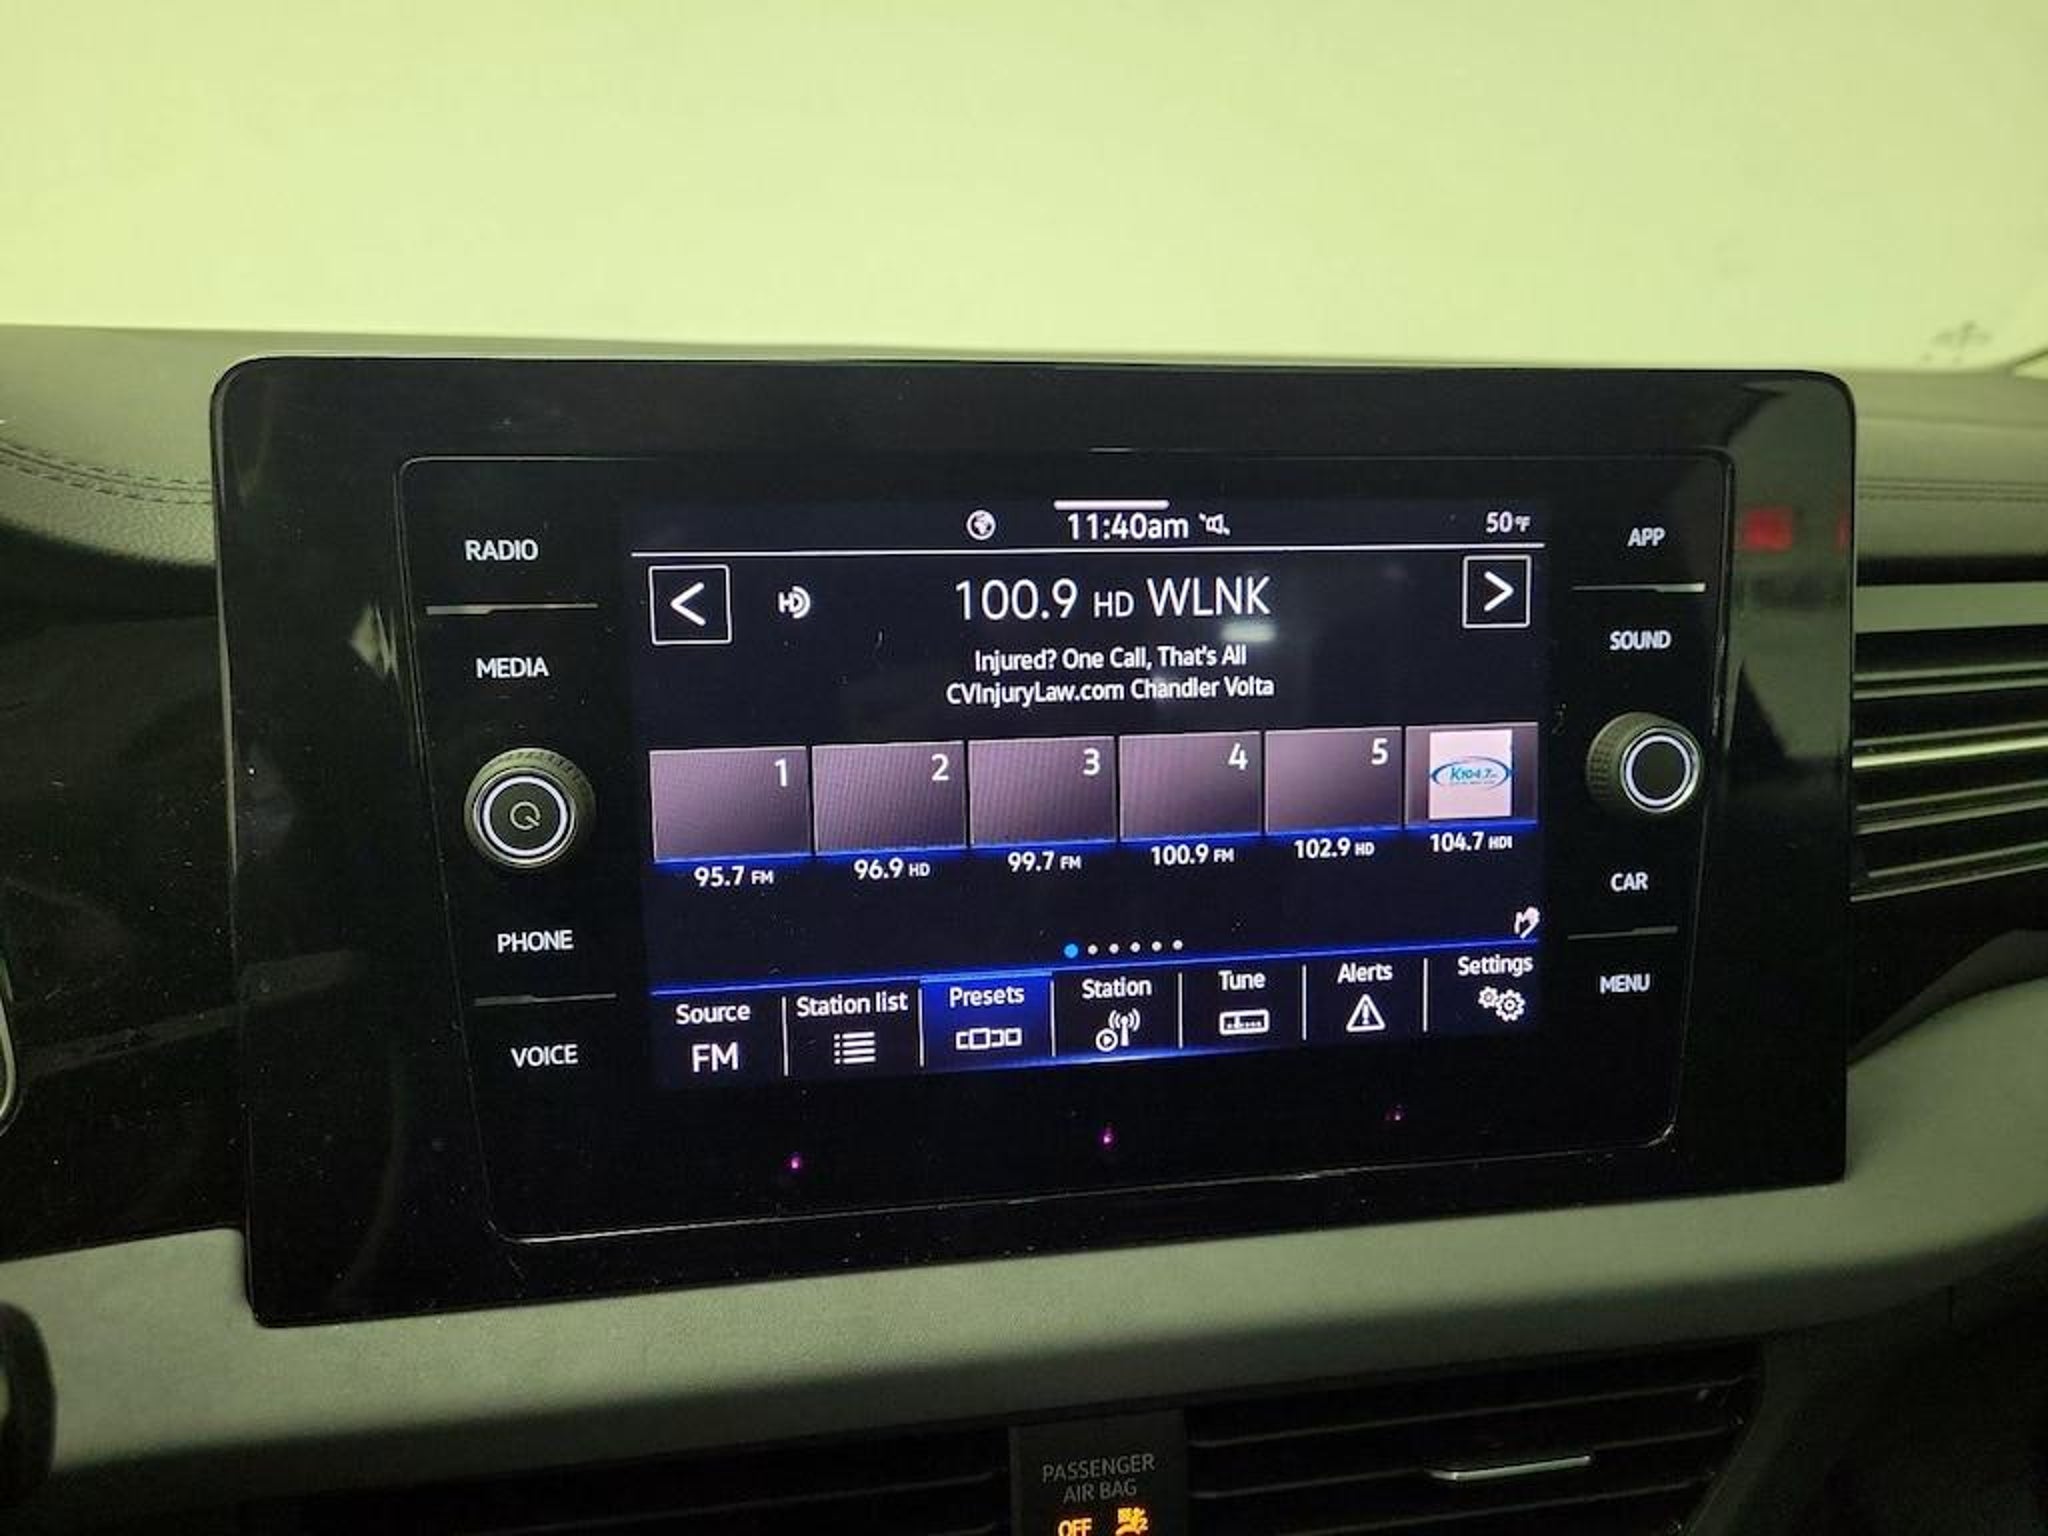 11:40am
50°F
RADIO
MEDIA
PHONE
VOICE
APP
SOUND
CAR
MENU
<
HD
100.9 HD WLNK
>
Injured? One Call, That's All
CVInjuryLaw.com Chandler Volta
1 2 3 4 5
K104.7
95.7 FM 96.9 HD 99.7 FM 100.9 FM 102.9 HD 104.7 HD1
Source Station list Presets Station Tune Alerts Settings
FM
PASSENGER
AIR BAG
OFF